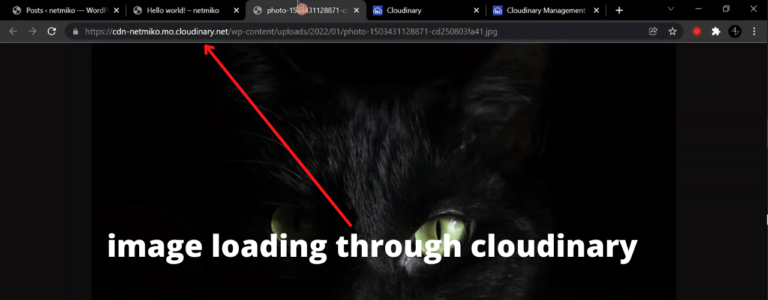 Posts ‹ netmiko — WordP
Hello world! – netmiko
photo-1503431128871-c
Cloudinary
Cloudinary Management
https://cdn-netmiko.mo.cloudinary.net/wp-content/uploads/2022/01/photo-1503431128871-cd250803fa41.jpg
image loading through cloudinary